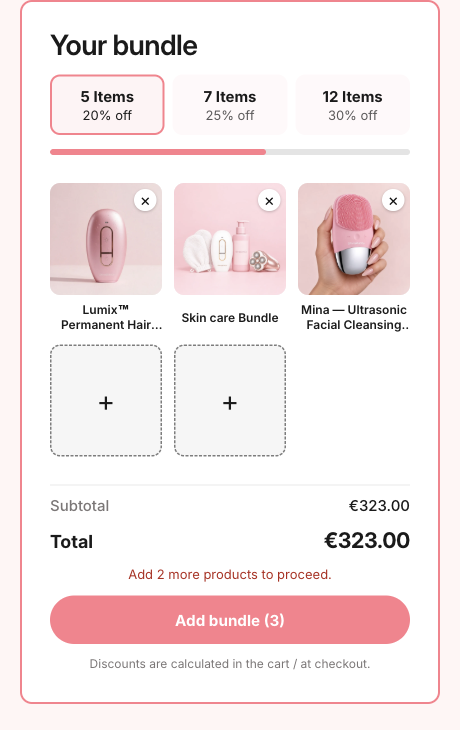 Your bundle
5 Items
20% off
7 Items
25% off
12 Items
30% off
Lumix™
Permanent Hair...
Skin care Bundle
Mina — Ultrasonic
Facial Cleansing..
Subtotal
€323.00
Total
€323.00
Add 2 more products to proceed.
Add bundle (3)
Discounts are calculated in the cart / at checkout.